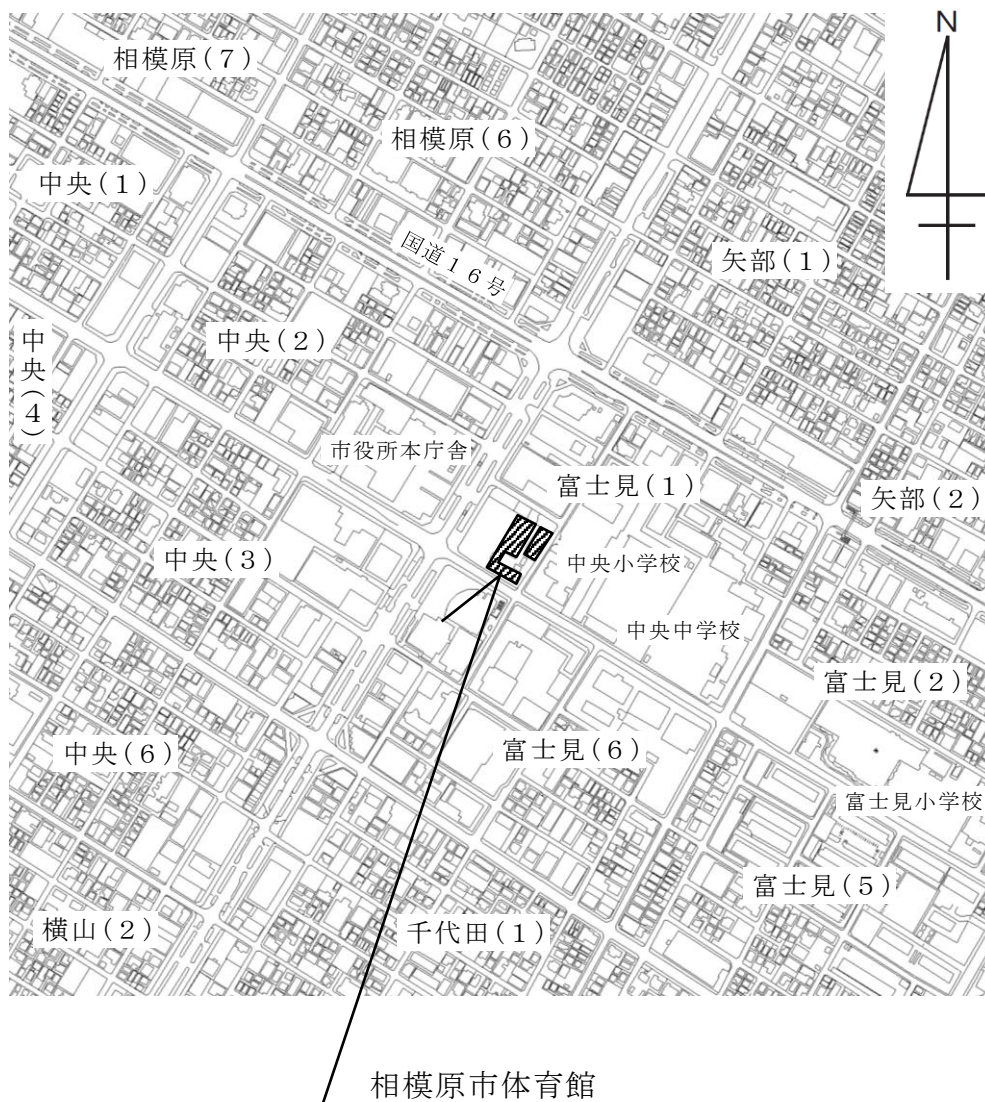 N
相模原(7)
相模原(6)
中央(1)
国道16号
矢部(1)
中央(2)
中央(4)
市役所本庁舎
富士見(1)
矢部(2)
中央(3)
中央小学校
中央中学校
富士見(2)
中央(6)
富士見(6)
富士見小学校
富士見(5)
横山(2)
千代田(1)
相模原市体育館